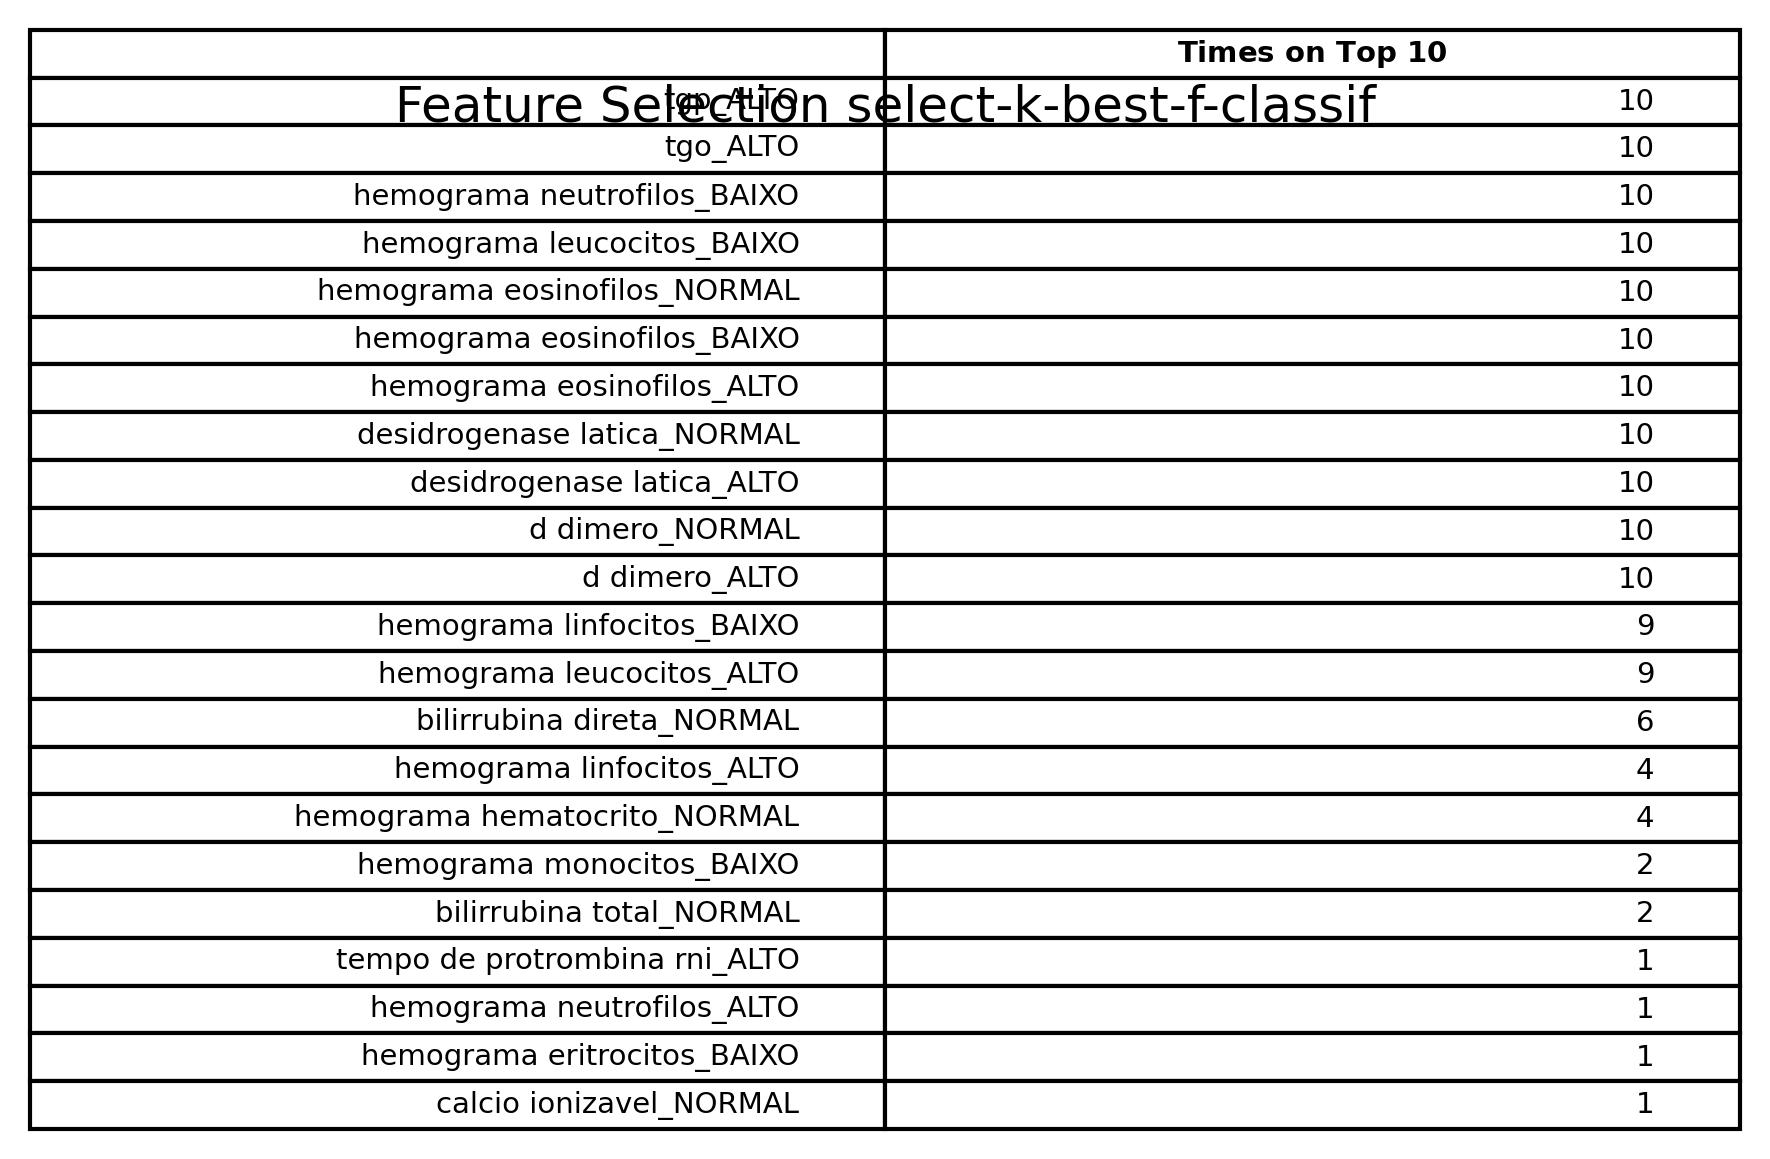 Times on Top 10
Feature Selection select-k-best-f-classif
tgp_ALTO 10
tgo_ALTO 10
hemograma neutrofilos_BAIXO 10
hemograma leucocitos_BAIXO 10
hemograma eosinofilos_NORMAL 10
hemograma eosinofilos_BAIXO 10
hemograma eosinofilos_ALTO 10
desidrogenase latica_NORMAL 10
desidrogenase latica_ALTO 10
d dimero_NORMAL 10
d dimero_ALTO 10
hemograma linfocitos_BAIXO 9
hemograma leucocitos_ALTO 9
bilirrubina direta_NORMAL 6
hemograma linfocitos_ALTO 4
hemograma hematocrito_NORMAL 4
hemograma monocitos_BAIXO 2
bilirrubina total_NORMAL 2
tempo de protrombina rni_ALTO 1
hemograma neutrofilos_ALTO 1
hemograma eritrocitos_BAIXO 1
calcio ionizavel_NORMAL 1